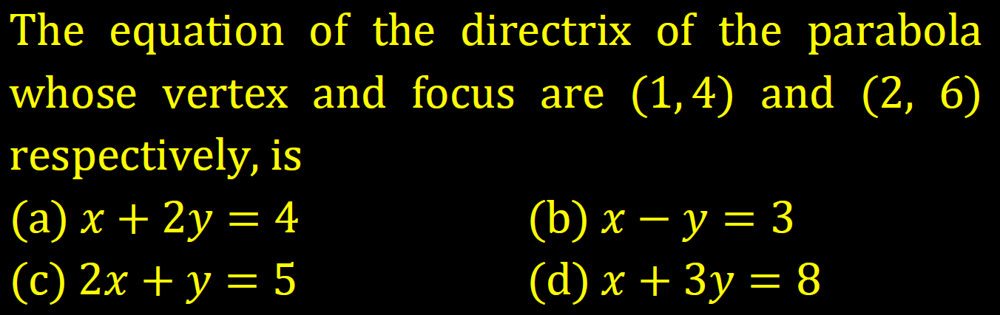 The equation of the directrix of the parabola
whose vertex and focus are (1, 4) and (2, 6)
respectively, is
(a) x + 2y = 4 (b) x − y = 3
(c) 2x + y = 5 (d) x + 3y = 8